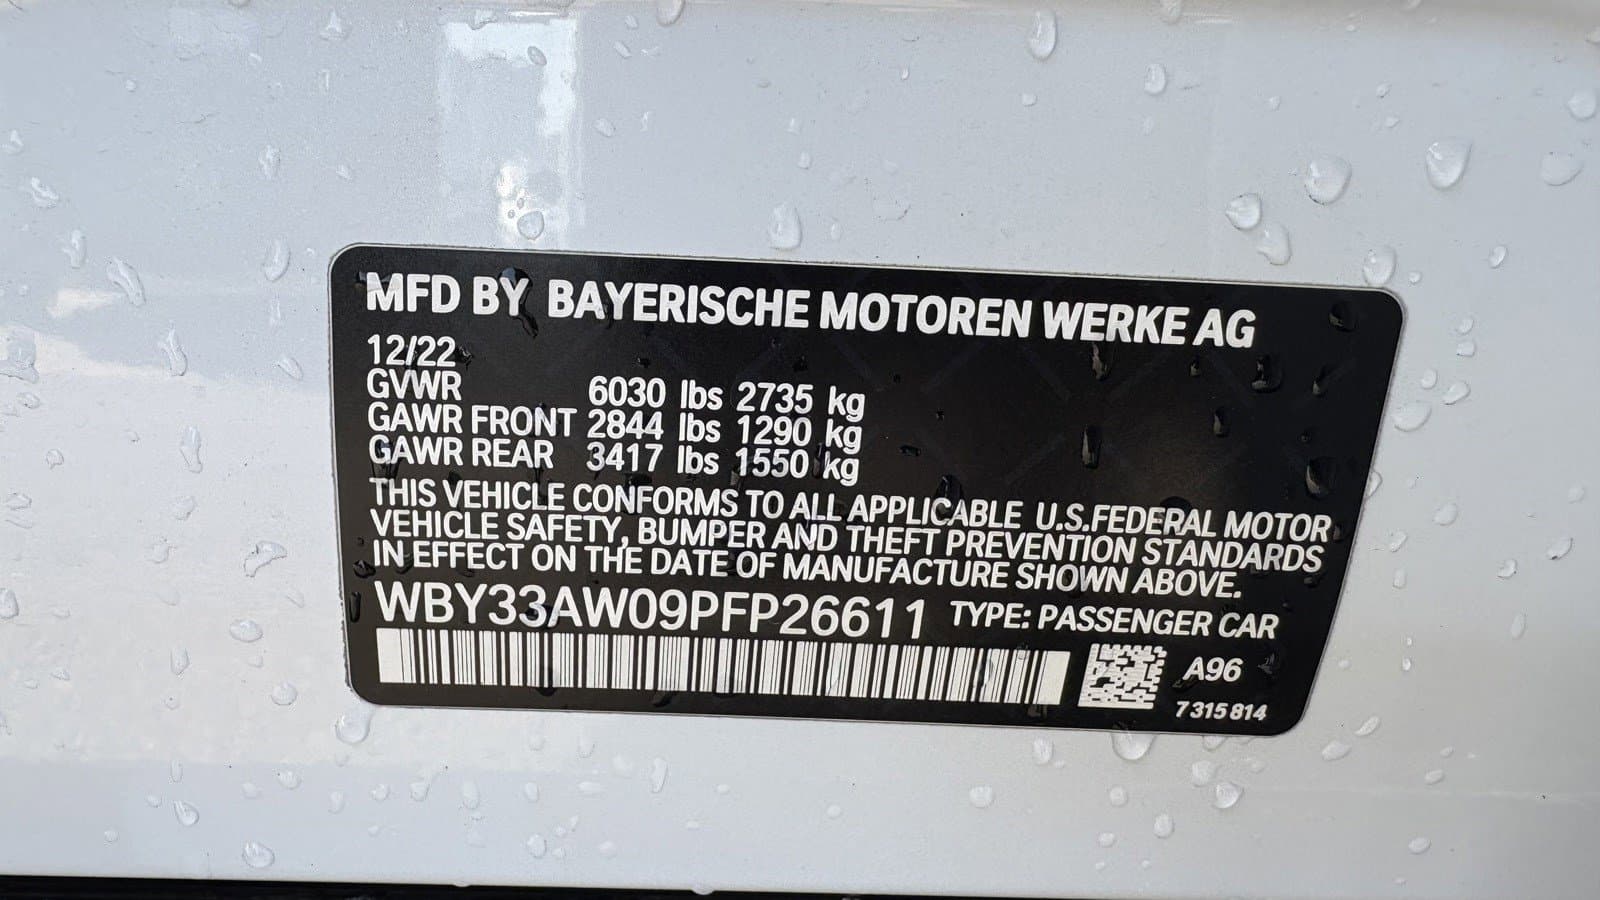 MFD BY BAYERISCHE MOTOREN WERKE AG
12/22
GVWR 6030 lbs 2735 kg
GAWR FRONT 2844 lbs 1290 kg
GAWR REAR 3417 lbs 1550 kg
THIS VEHICLE CONFORMS TO ALL APPLICABLE U.S.FEDERAL MOTOR
VEHICLE SAFETY, BUMPER AND THEFT PREVENTION STANDARDS
IN EFFECT ON THE DATE OF MANUFACTURE SHOWN ABOVE.
WBY33AW09PFP26611 TYPE: PASSENGER CAR
A96
7 315 814